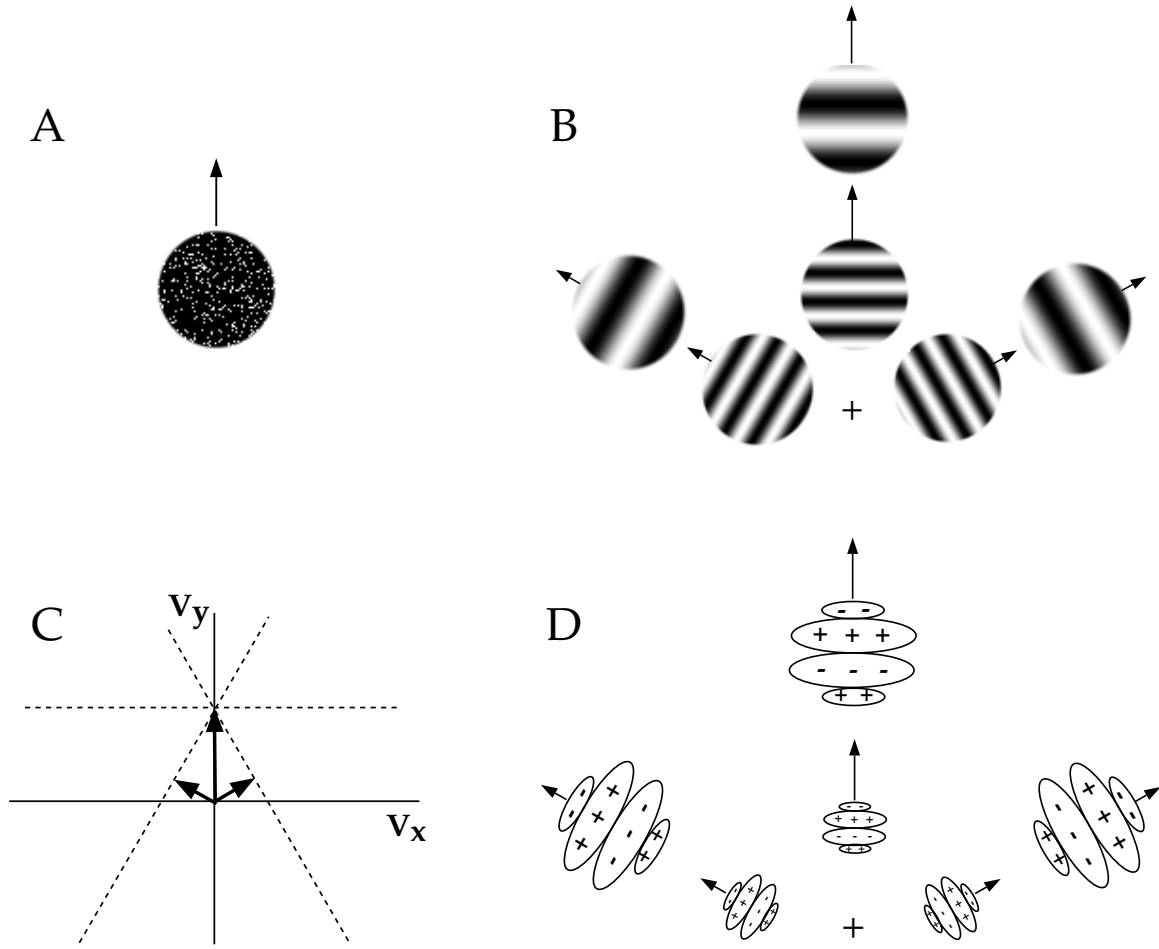 A
B
+
C
Vy
Vx
D
- -
+ + +
- - -
+ +
- -
+ +
- -
+ +
- -
+ + +
- - -
+ +
- -
+ + +
- - -
+ +
- -
+ + +
- - -
+ +
- -
+ + +
- - -
+ +
+